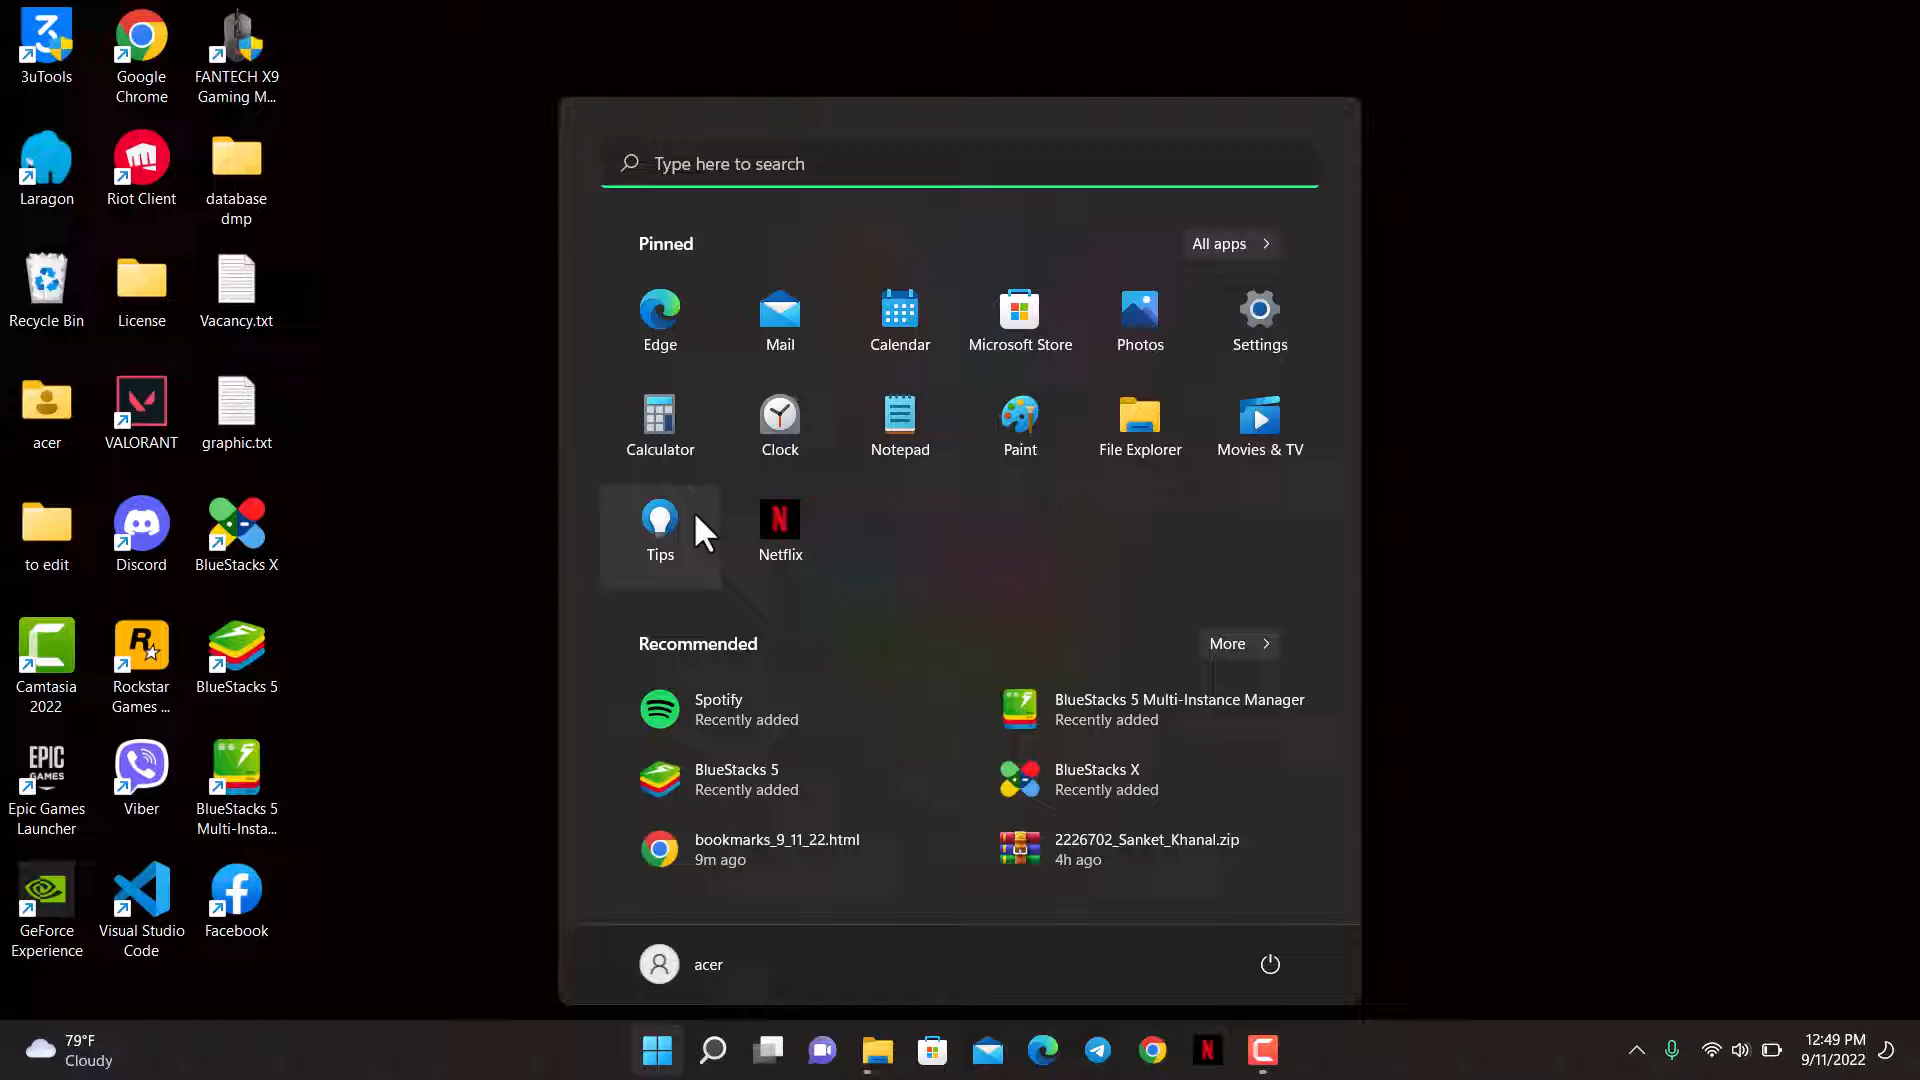 3uTools
Google
Chrome
FANTECH X9
Gaming M...
Laragon
Riot Client
database
dmp
Recycle Bin
License
Vacancy.txt
acer
VALORANT
graphic.txt
to edit
Discord
BlueStacks X
Camtasia
2022
Rockstar
Games ...
BlueStacks 5
EPIC
GAMES
Epic Games
Launcher
Viber
BlueStacks 5
Multi-Insta...
GeForce
Experience
Visual Studio
Code
Facebook
Type here to search
Pinned
All apps
Edge
Mail
Calendar
Microsoft Store
Photos
Settings
Calculator
Clock
Notepad
Paint
File Explorer
Movies & TV
Tips
Netflix
Recommended
More
Spotify
Recently added
BlueStacks 5 Multi-Instance Manager
Recently added
BlueStacks 5
Recently added
BlueStacks X
Recently added
bookmarks_9_11_22.html
9m ago
2226702_Sanket_Khanal.zip
4h ago
acer
79°F
Cloudy
12:49 PM
9/11/2022